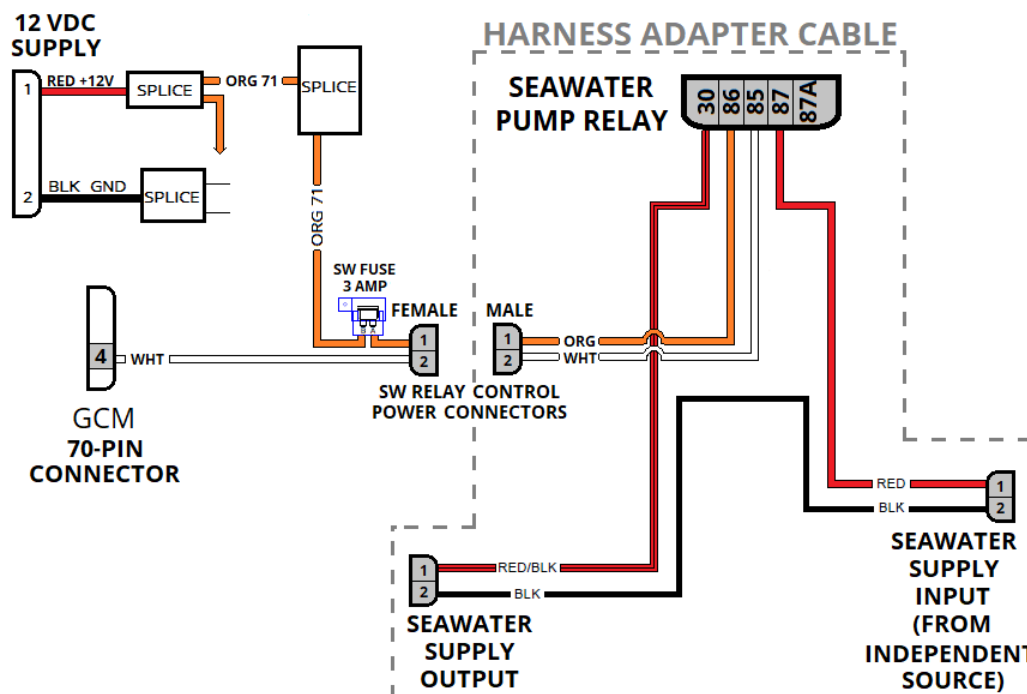 12 VDC
SUPPLY
HARNESS ADAPTER CABLE
1
RED +12V
SPLICE
ORG 71
SPLICE
SEAWATER
PUMP RELAY
30
86
85
87
87A
2
BLK GND
SPLICE
ORG 71
SW FUSE
3 AMP
B A
FEMALE
MALE
1
2
1
2
ORG
WHT
4
WHT
SW RELAY CONTROL
POWER CONNECTORS
GCM
70-PIN
CONNECTOR
RED
BLK
1
2
SEAWATER
SUPPLY
INPUT
(FROM
INDEPENDENT
SOURCE)
1
2
RED/BLK
BLK
SEAWATER
SUPPLY
OUTPUT